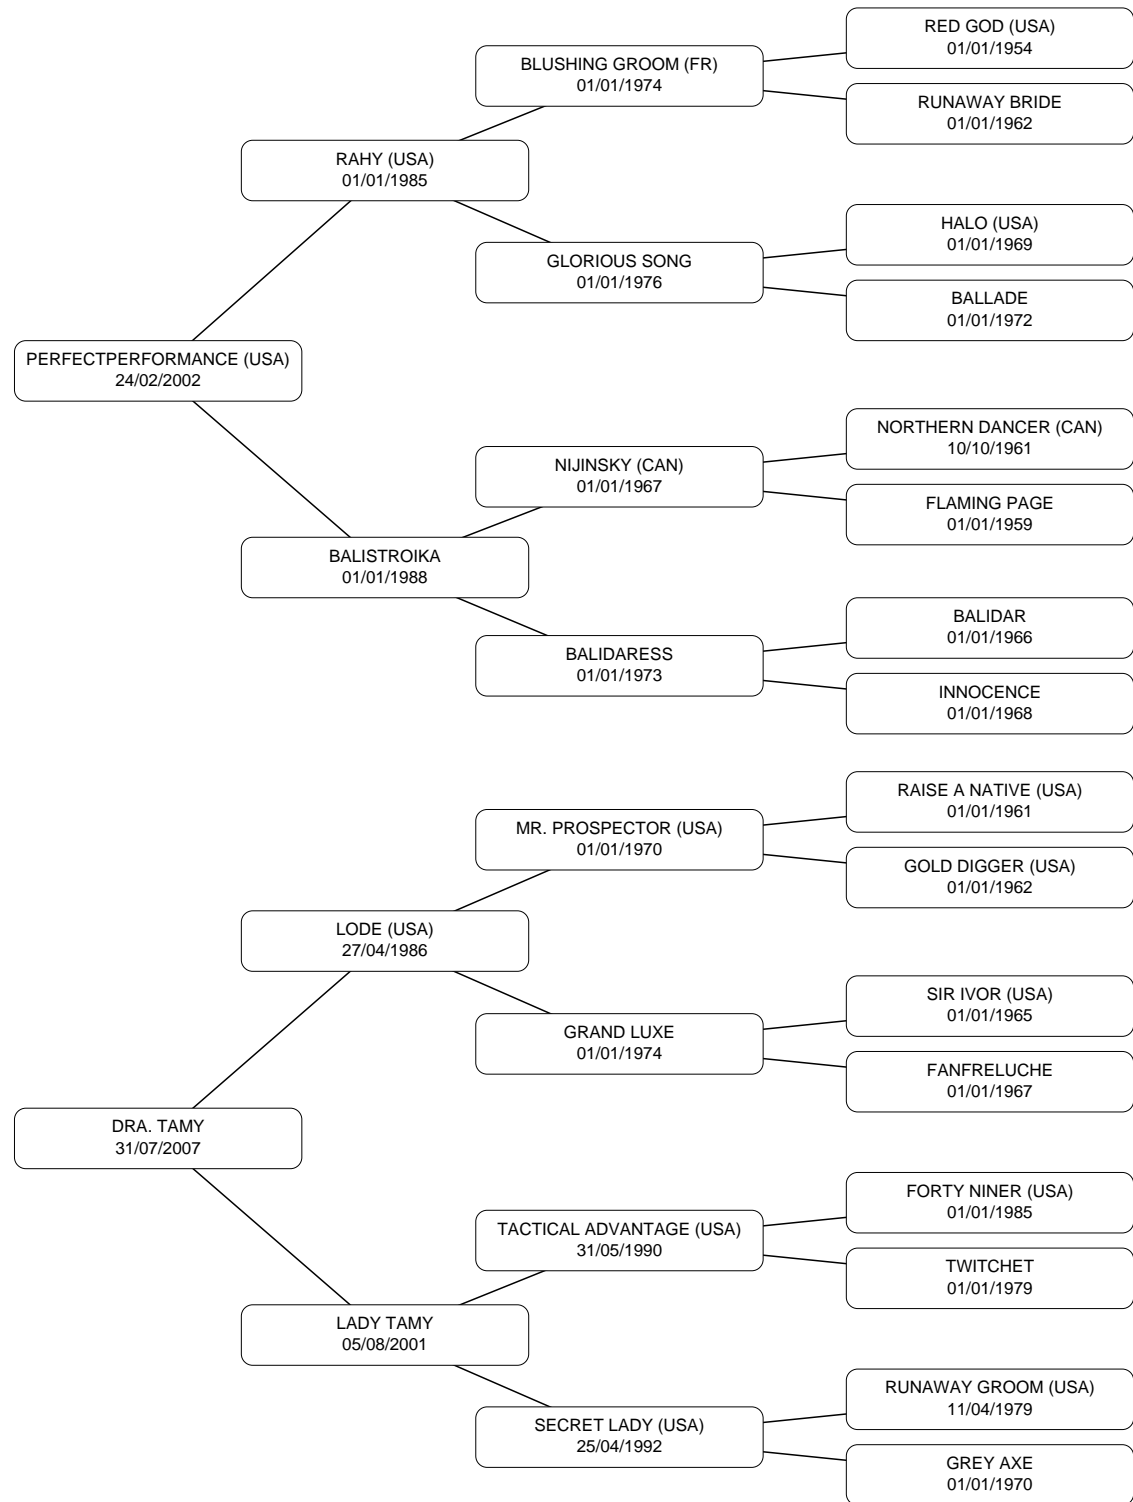 RED GOD (USA)
01/01/1954
BLUSHING GROOM (FR)
01/01/1974
RUNAWAY BRIDE
01/01/1962
RAHY (USA)
01/01/1985
HALO (USA)
01/01/1969
GLORIOUS SONG
01/01/1976
BALLADE
01/01/1972
PERFECTPERFORMANCE (USA)
24/02/2002
NORTHERN DANCER (CAN)
10/10/1961
NIJINSKY (CAN)
01/01/1967
FLAMING PAGE
01/01/1959
BALISTROIKA
01/01/1988
BALIDAR
01/01/1966
BALIDARESS
01/01/1973
INNOCENCE
01/01/1968
RAISE A NATIVE (USA)
01/01/1961
MR. PROSPECTOR (USA)
01/01/1970
GOLD DIGGER (USA)
01/01/1962
LODE (USA)
27/04/1986
SIR IVOR (USA)
01/01/1965
GRAND LUXE
01/01/1974
FANFRELUCHE
01/01/1967
DRA. TAMY
31/07/2007
FORTY NINER (USA)
01/01/1985
TACTICAL ADVANTAGE (USA)
31/05/1990
TWITCHET
01/01/1979
LADY TAMY
05/08/2001
RUNAWAY GROOM (USA)
11/04/1979
SECRET LADY (USA)
25/04/1992
GREY AXE
01/01/1970